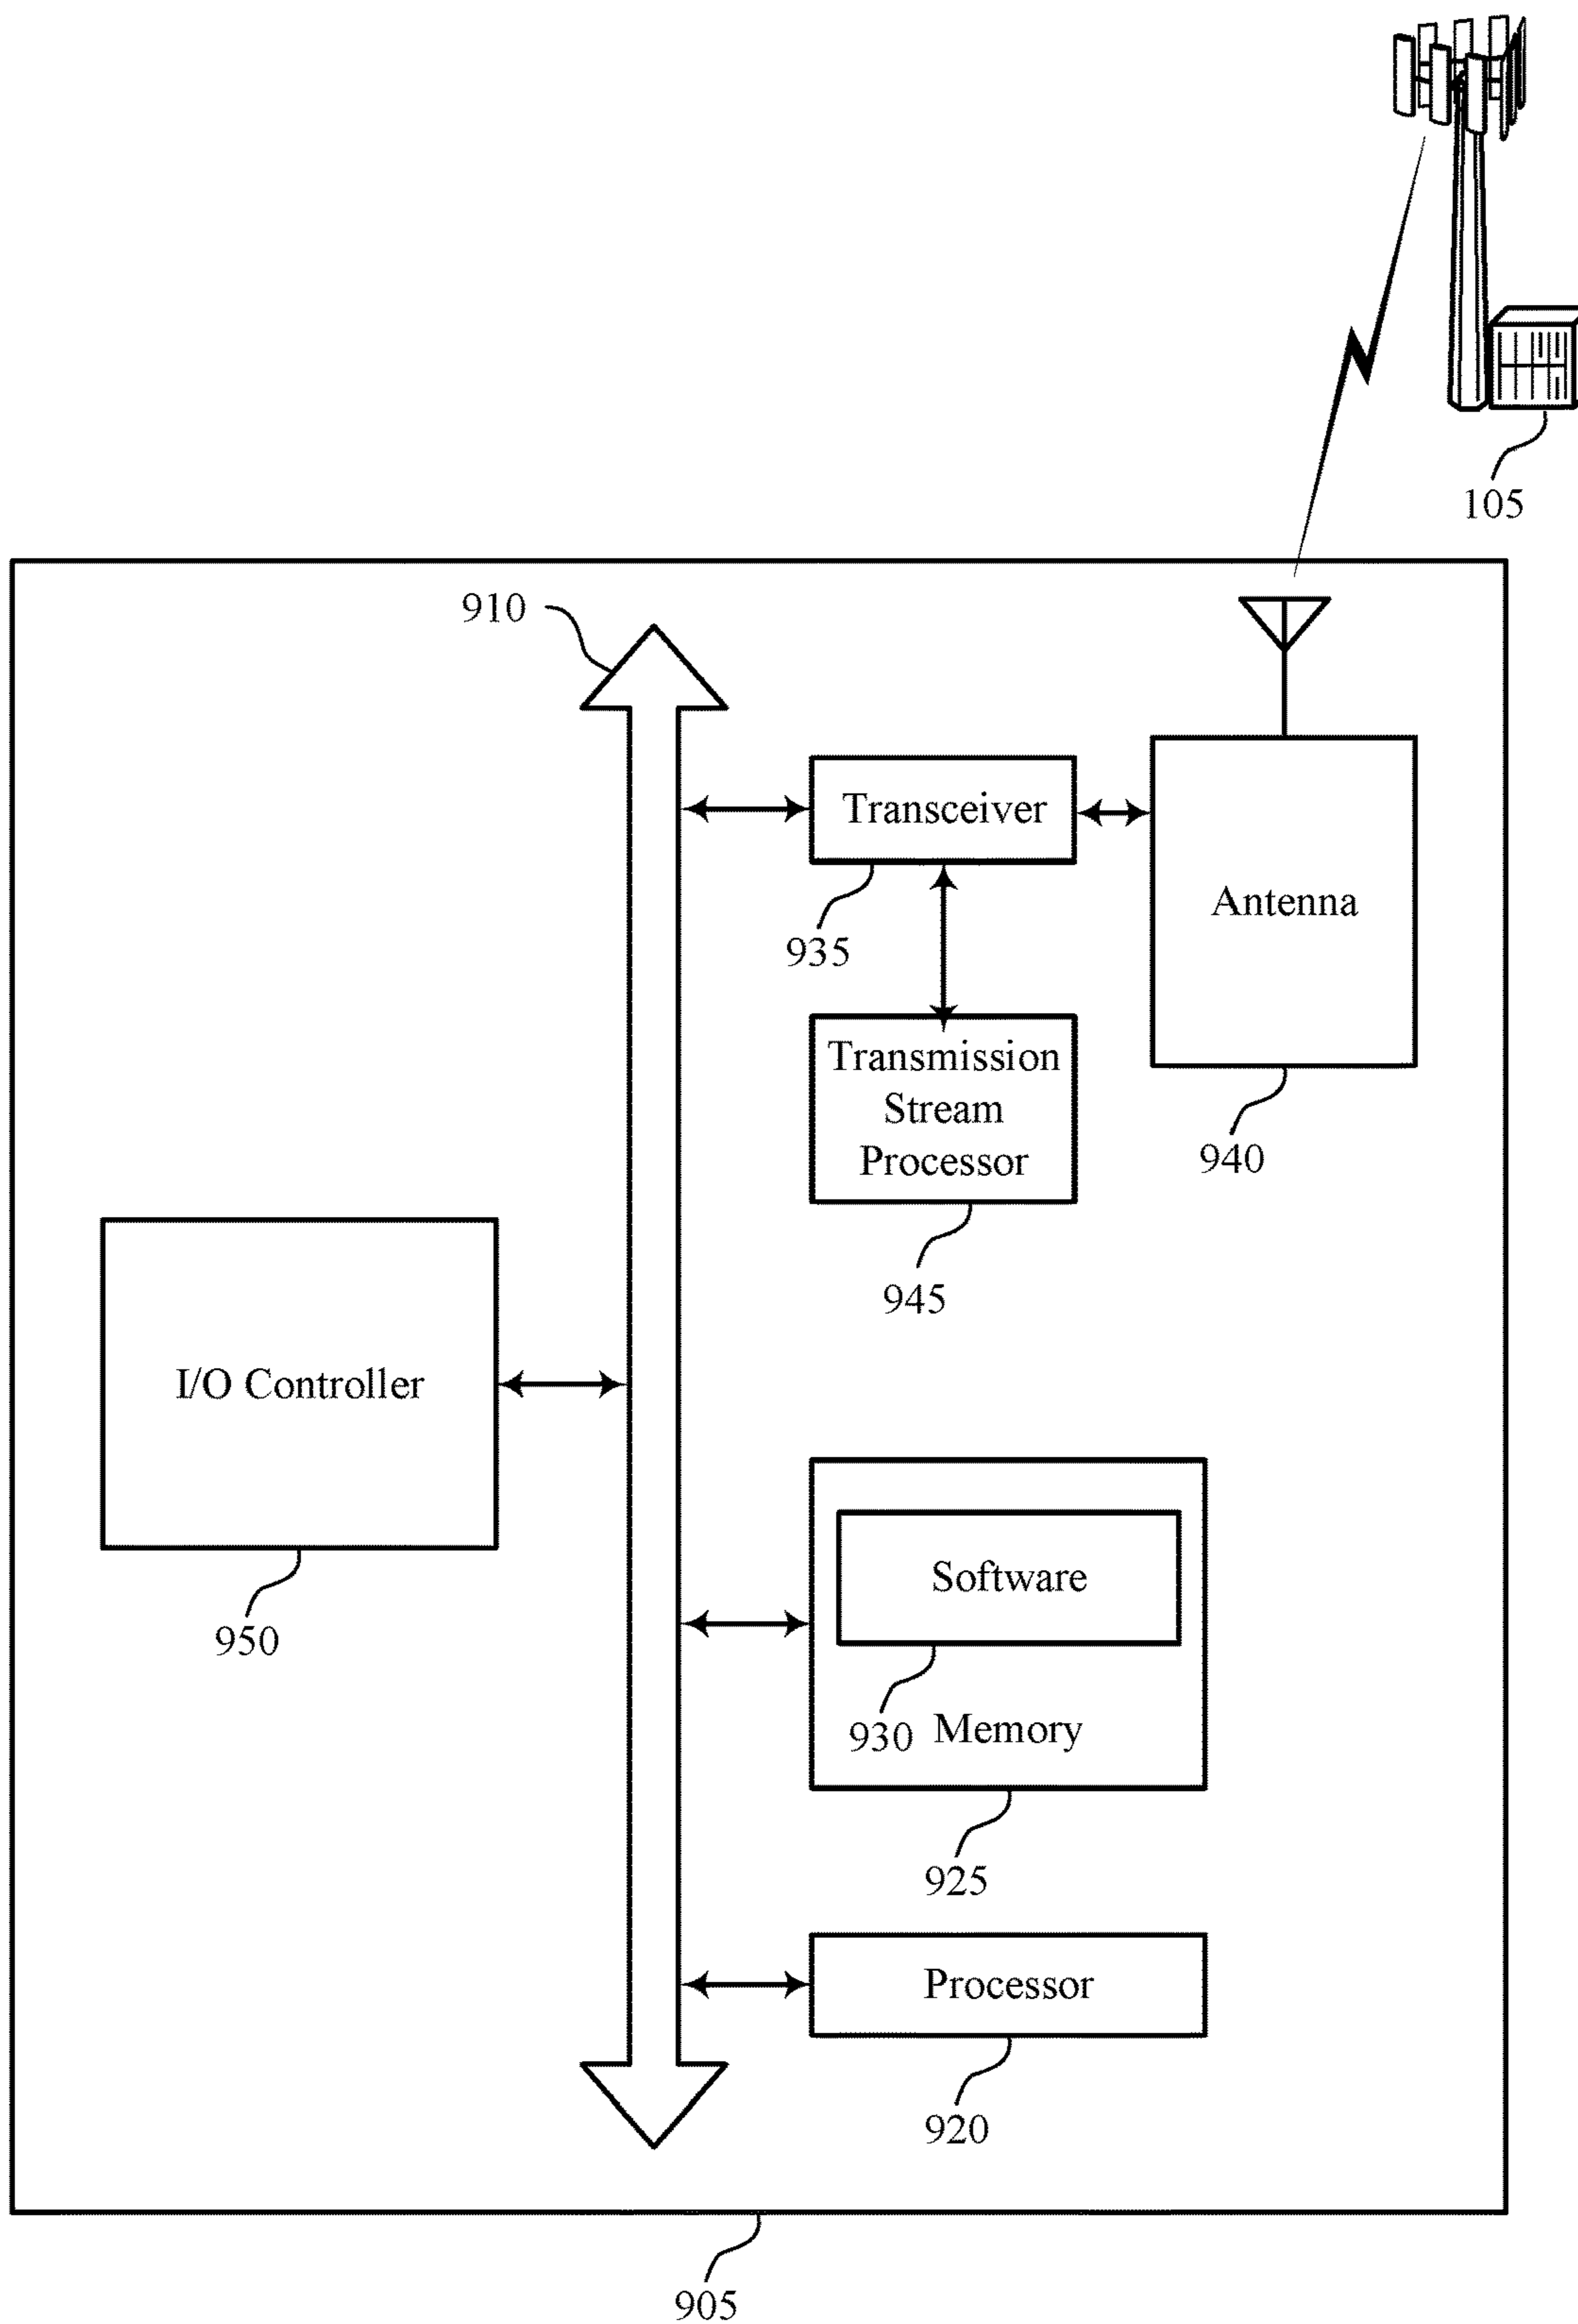 105
910
Transceiver
935
Antenna
Transmission
Stream
Processor
940
945
I/O Controller
950
Software
930
Memory
925
Processor
920
905